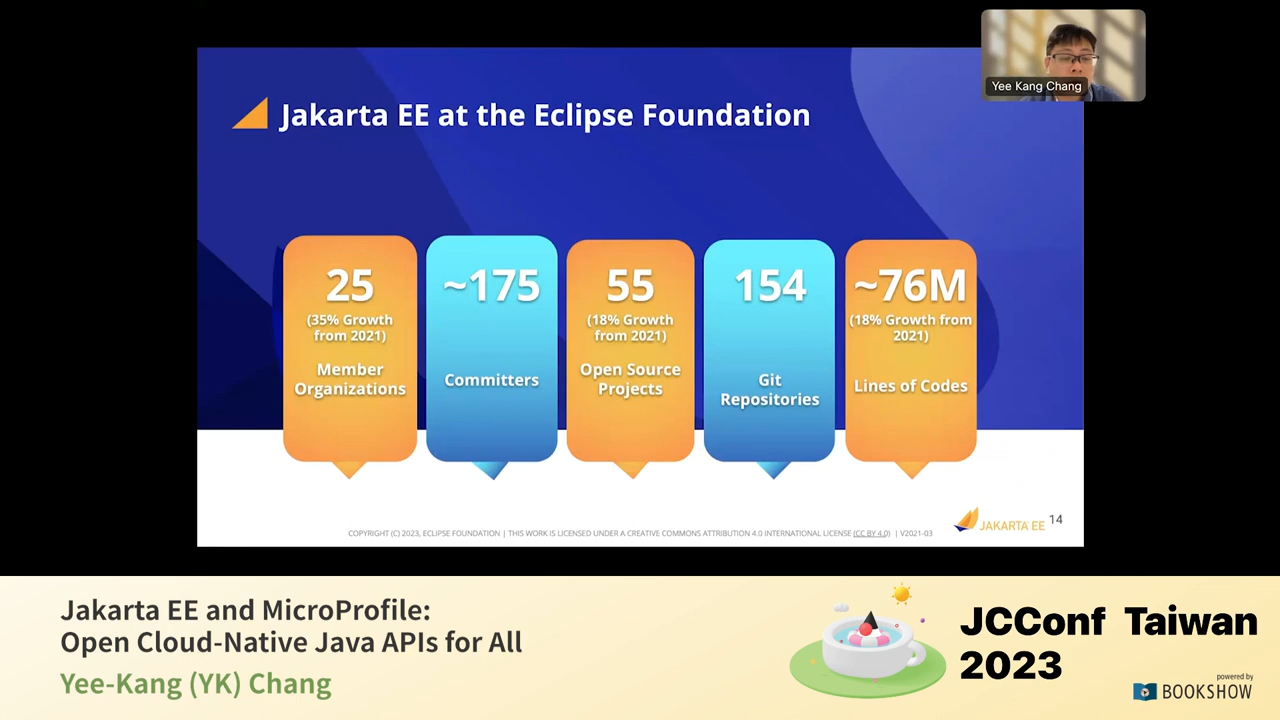 Yee Kang Chang
Jakarta EE at the Eclipse Foundation
25
(35% Growth
from 2021)
Member
Organizations
~175
Committers
55
(18% Growth
from 2021)
Open Source
Projects
154
Git
Repositories
~76M
(18% Growth from
2021)
Lines of Codes
COPYRIGHT (C) 2023, ECLIPSE FOUNDATION | THIS WORK IS LICENSED UNDER A CREATIVE COMMONS ATTRIBUTION 4.0 INTERNATIONAL LICENSE (CC BY 4.0) | V2021-03
JAKARTA EE
14
Jakarta EE and MicroProfile:
Open Cloud-Native Java APIs for All
Yee-Kang (YK) Chang
JCConf Taiwan
2023
powered by
BOOKSHOW